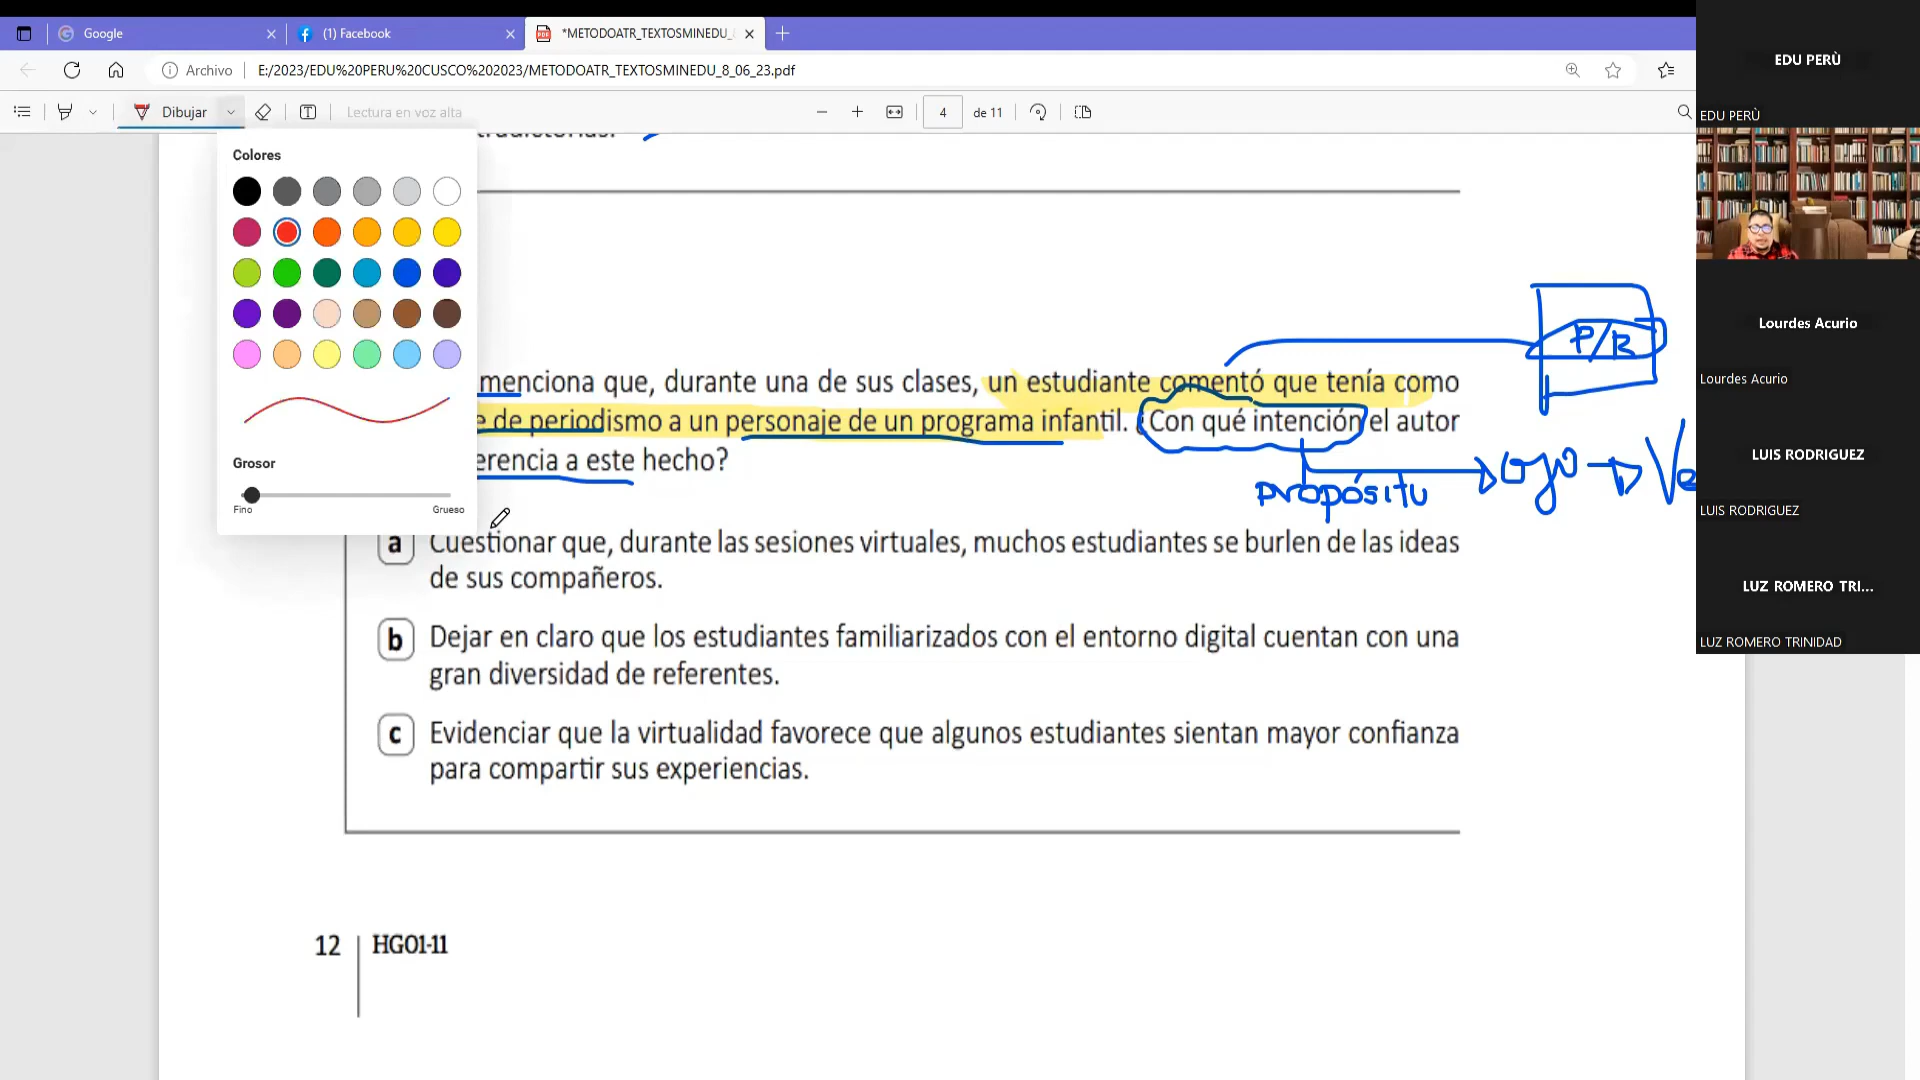 Google
(1) Facebook
*METODOATR_TEXTOSMINEDU_
Archivo
E:/2023/EDU%20PERU%20CUSCO%202023/METODOATR_TEXTOSMINEDU_8_06_23.pdf
Dibujar
Lectura en voz alta
4
de 11
Colores
Grosor
Fino
Grueso
menciona que, durante una de sus clases, un estudiante comentó que tenía como
de periodismo a un personaje de un programa infantil. ¿Con qué intención el autor
erencia a este hecho?
P/R
propósitu
ojo
a Cuestionar que, durante las sesiones virtuales, muchos estudiantes se burlen de las ideas
de sus compañeros.
b Dejar en claro que los estudiantes familiarizados con el entorno digital cuentan con una
gran diversidad de referentes.
c Evidenciar que la virtualidad favorece que algunos estudiantes sientan mayor confianza
para compartir sus experiencias.
12
HG01-11
EDU PERÙ
EDU PERÙ
Lourdes Acurio
Lourdes Acurio
LUIS RODRIGUEZ
LUIS RODRIGUEZ
LUZ ROMERO TRI...
LUZ ROMERO TRINIDAD